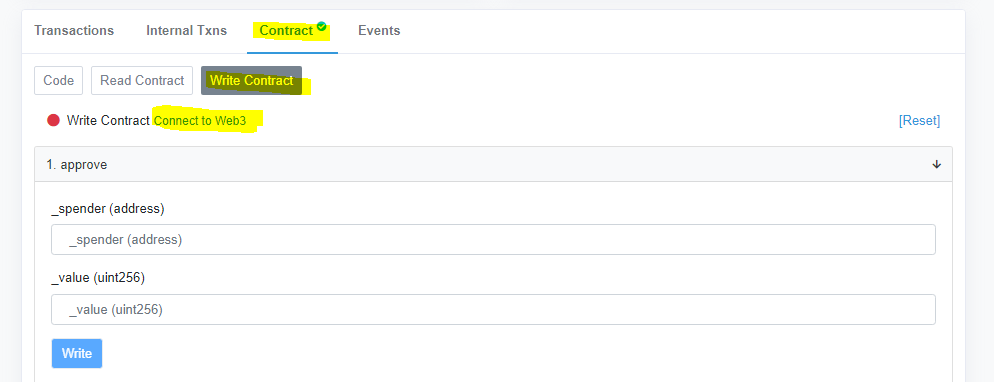 Transactions Internal Txns Contract Events
Code Read Contract Write Contract
Write Contract Connect to Web3 [Reset]
1. approve
_spender (address)
_spender (address)
_value (uint256)
_value (uint256)
Write